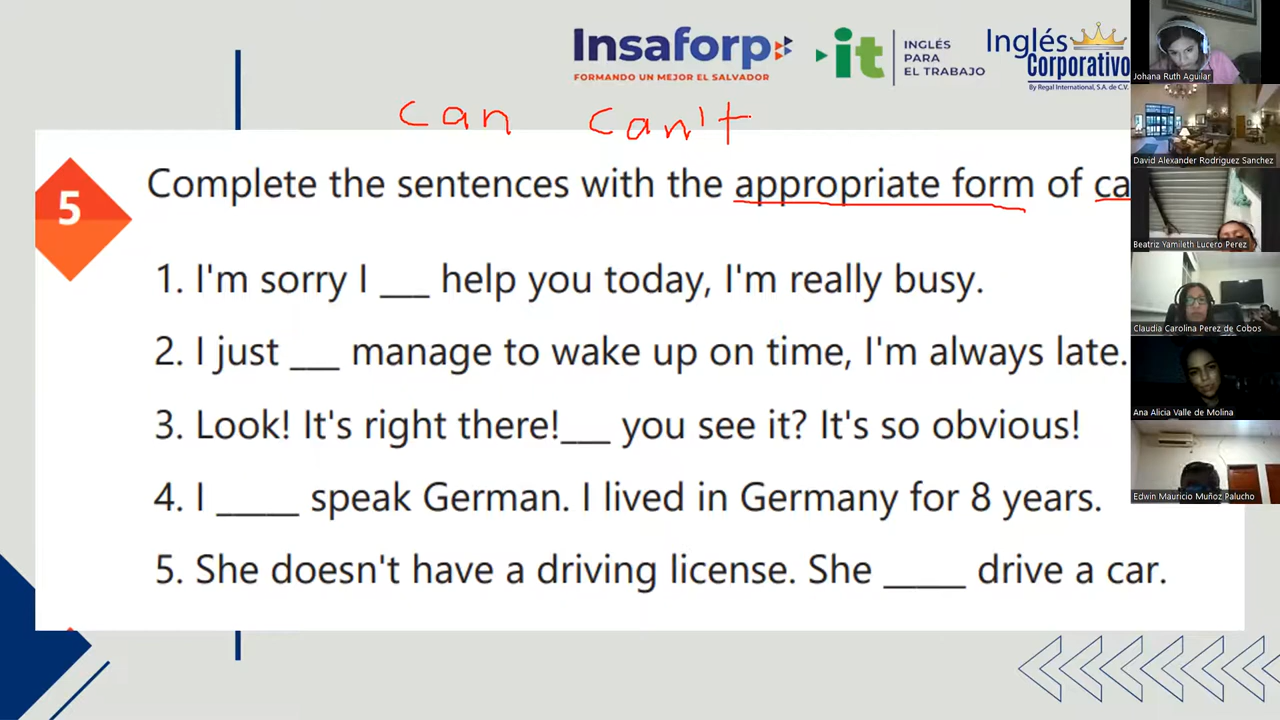 Insaforp
FORMANDO UN MEJOR EL SALVADOR
it
INGLÉS
PARA
EL TRABAJO
Inglés
Corporativo
By Regal International, S.A. de C.V.
can can't
5
Complete the sentences with the appropriate form of ca
1. I'm sorry I ___ help you today, I'm really busy.
2. I just ___ manage to wake up on time, I'm always late.
3. Look! It's right there!___ you see it? It's so obvious!
4. I _____ speak German. I lived in Germany for 8 years.
5. She doesn't have a driving license. She _____ drive a car.
Johana Ruth Aguilar
David Alexander Rodriguez Sanchez
Beatriz Yamileth Lucero Perez
Claudia Carolina Perez de Cobos
Ana Alicia Valle de Molina
Edwin Mauricio Muñoz Palucho